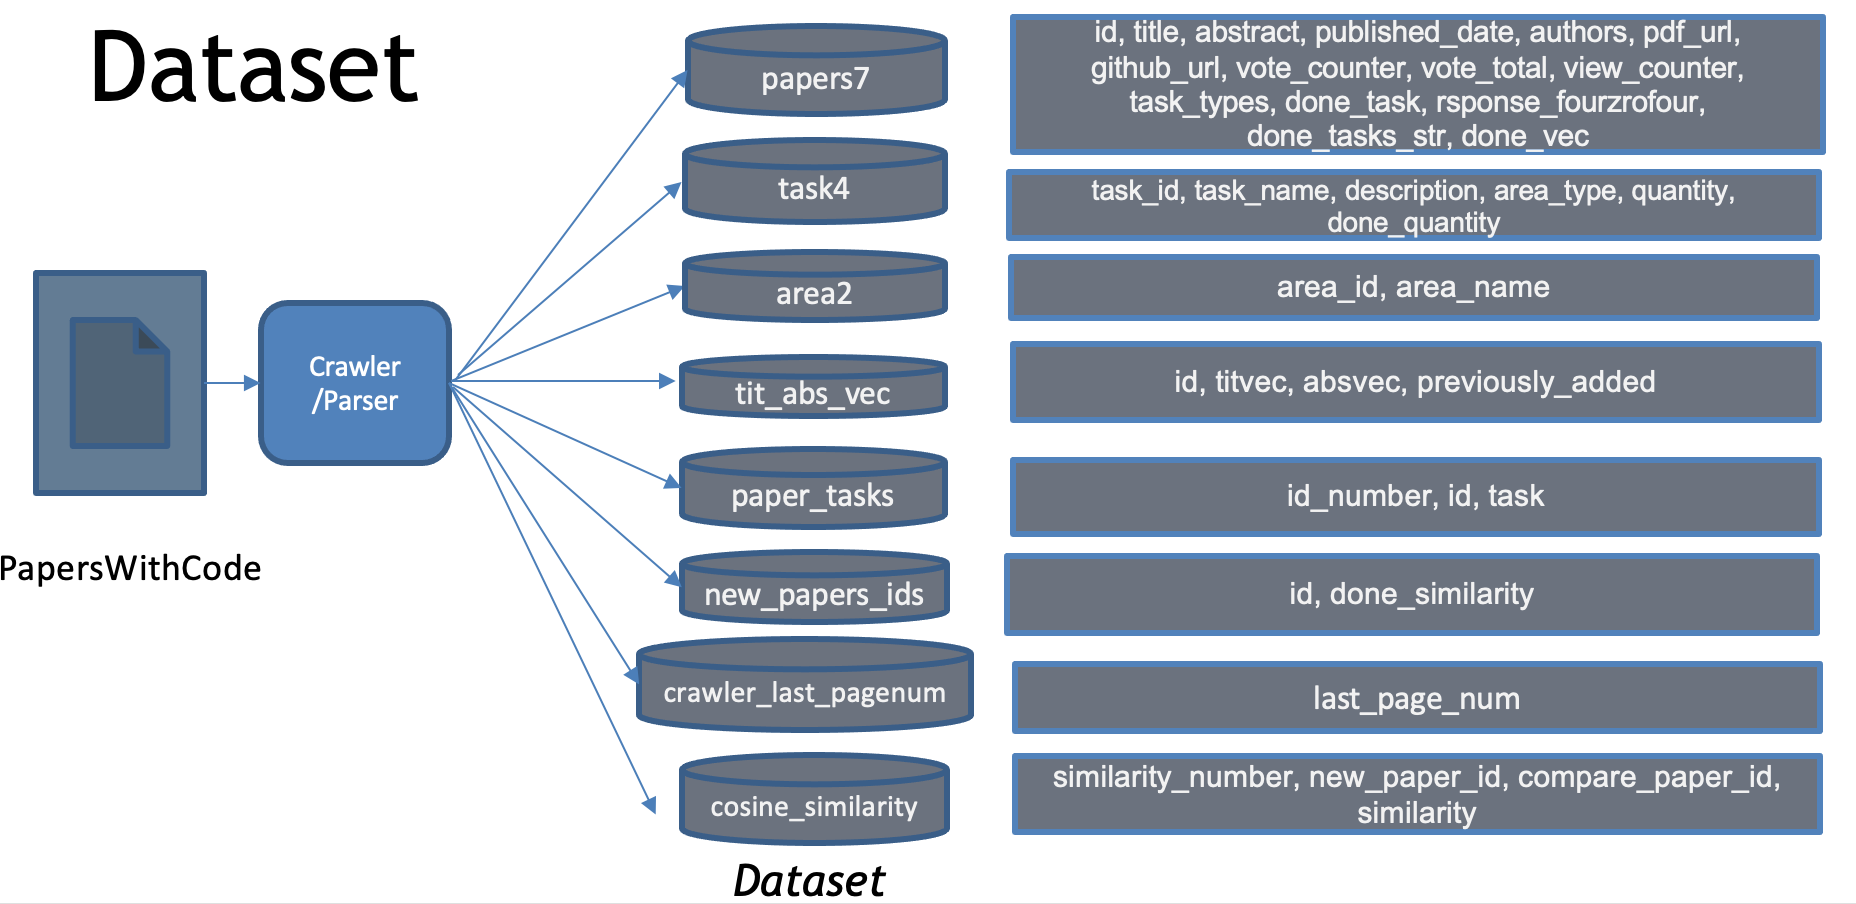 Dataset
papers7
id, title, abstract, published_date, authors, pdf_url,
github_url, vote_counter, vote_total, view_counter,
task_types, done_task, rsponse_fourzrofour,
done_tasks_str, done_vec
task4
task_id, task_name, description, area_type, quantity,
done_quantity
area2
area_id, area_name
Crawler
/Parser
tit_abs_vec
id, titvec, absvec, previously_added
paper_tasks
id_number, id, task
PapersWithCode
new_papers_ids
id, done_similarity
crawler_last_pagenum
last_page_num
cosine_similarity
similarity_number, new_paper_id, compare_paper_id,
similarity
Dataset